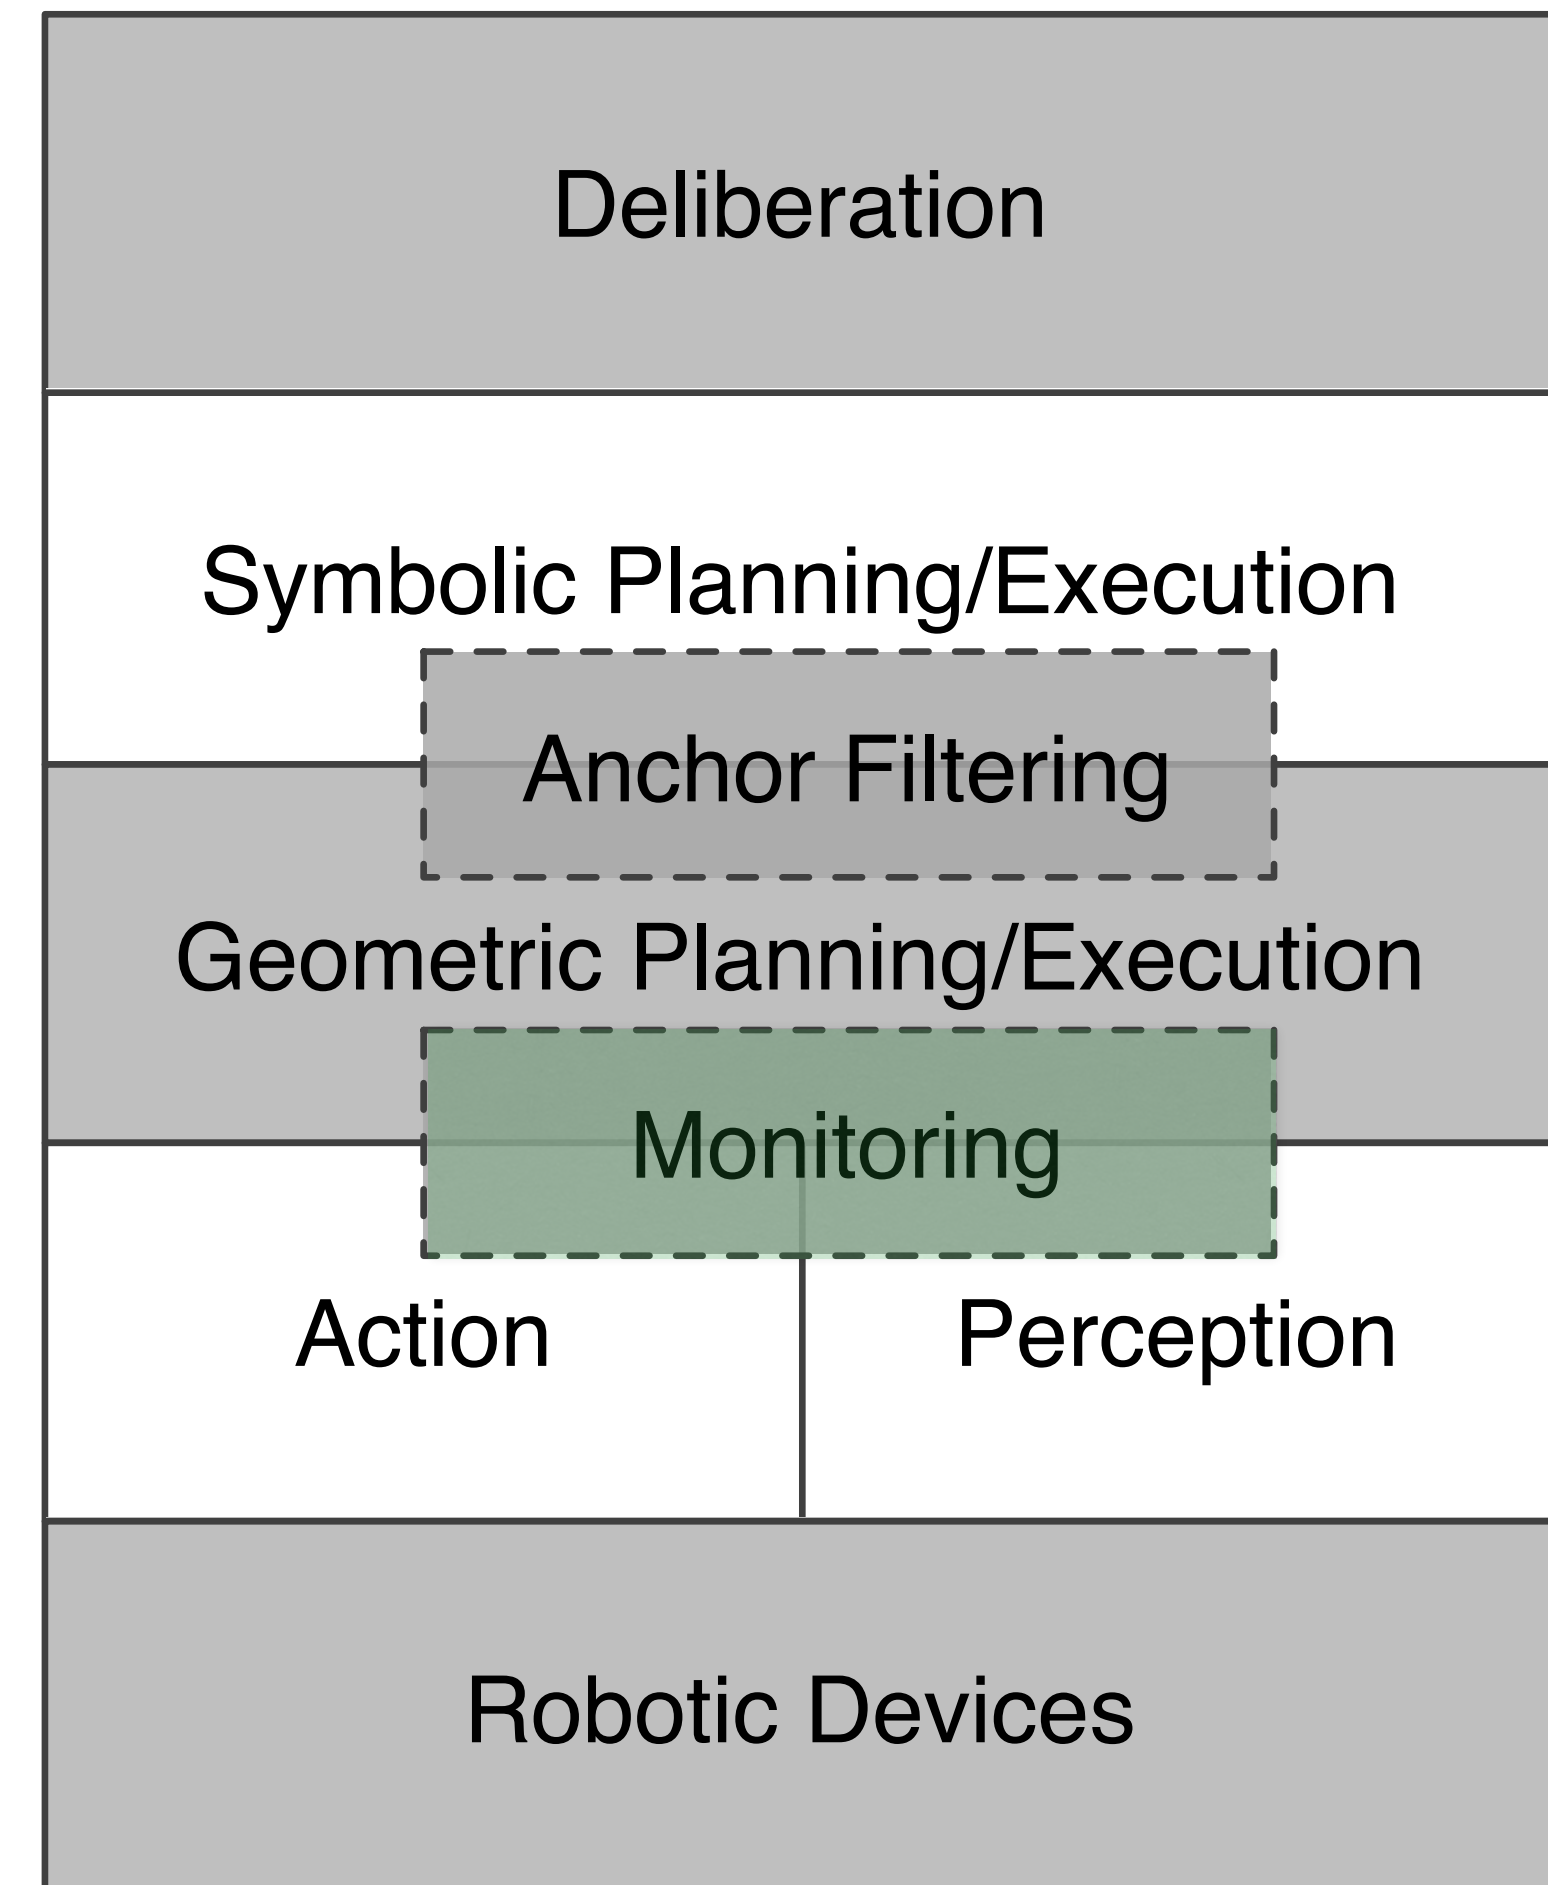 Deliberation
Symbolic Planning/Execution
Anchor Filtering
Geometric Planning/Execution
Monitoring
Action
Perception
Robotic Devices